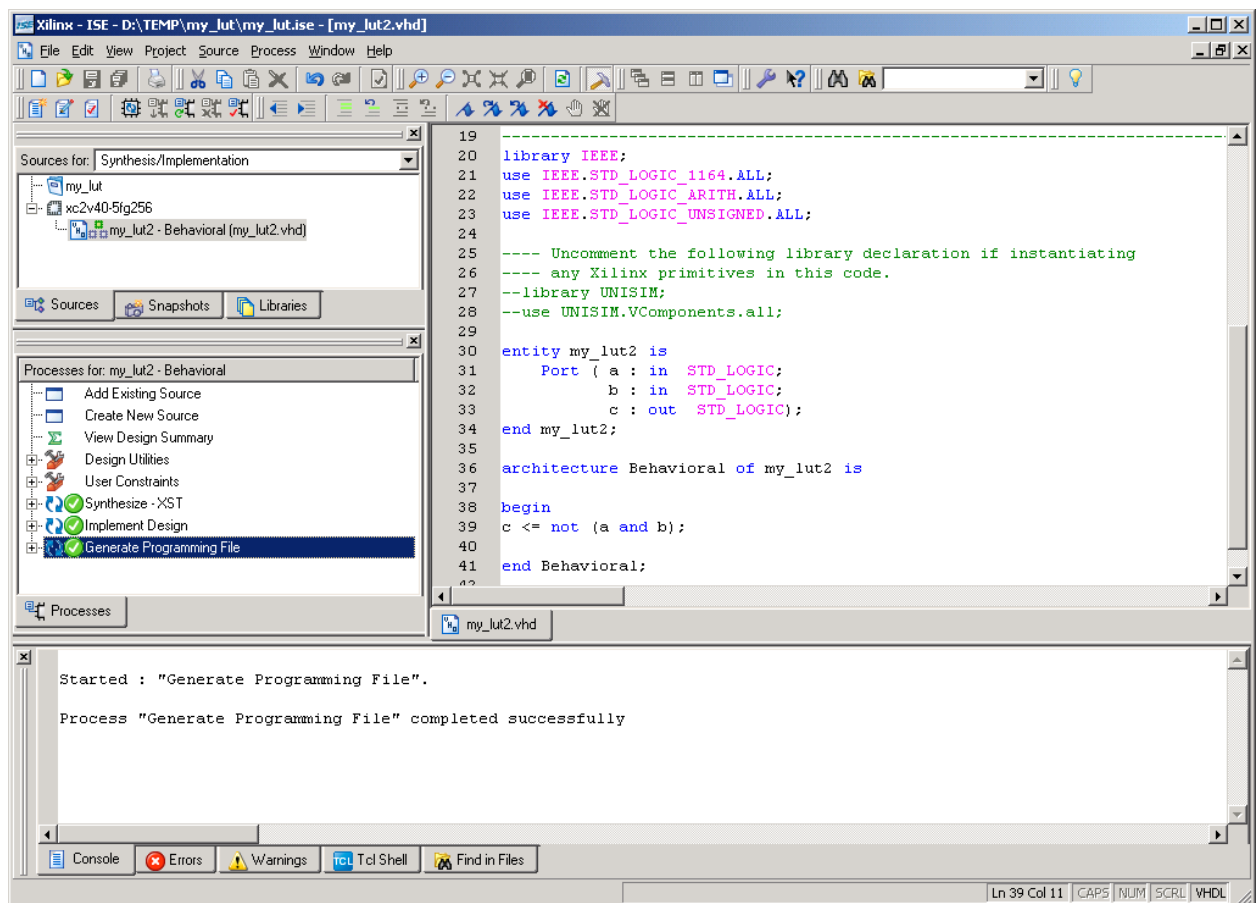 Xilinx - ISE - D:\TEMP\my_lut\my_lut.ise - [my_lut2.vhd]
File Edit View Project Source Process Window Help
Sources for: Synthesis/Implementation
my_lut
xc2v40-5fg256
my_lut2 - Behavioral (my_lut2.vhd)
Sources Snapshots Libraries
Processes for: my_lut2 - Behavioral
Add Existing Source
Create New Source
View Design Summary
Design Utilities
User Constraints
Synthesize - XST
Implement Design
Generate Programming File
Processes
19 --------------------------------------------------------------------------------
20 library IEEE;
21 use IEEE.STD_LOGIC_1164.ALL;
22 use IEEE.STD_LOGIC_ARITH.ALL;
23 use IEEE.STD_LOGIC_UNSIGNED.ALL;
24
25 ---- Uncomment the following library declaration if instantiating
26 ---- any Xilinx primitives in this code.
27 --library UNISIM;
28 --use UNISIM.VComponents.all;
29
30 entity my_lut2 is
31 Port ( a : in STD_LOGIC;
32 b : in STD_LOGIC;
33 c : out STD_LOGIC);
34 end my_lut2;
35
36 architecture Behavioral of my_lut2 is
37
38 begin
39 c <= not (a and b);
40
41 end Behavioral;
42
my_lut2.vhd
Started : "Generate Programming File".
Process "Generate Programming File" completed successfully
Console Errors Warnings TCL Tcl Shell Find in Files
Ln 39 Col 11 CAPS NUM SCRL VHDL